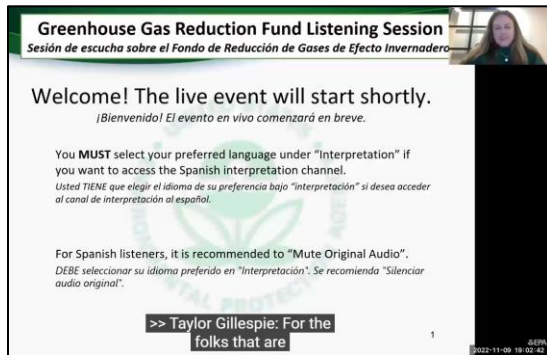 Greenhouse Gas Reduction Fund Listening Session
Sesión de escucha sobre el Fondo de Reducción de Gases de Efecto Invernadero
Welcome! The live event will start shortly.
¡Bienvenido! El evento en vivo comenzará en breve.
You MUST select your preferred language under “Interpretation” if
you want to access the Spanish interpretation channel.
Usted TIENE que elegir el idioma de su preferencia bajo “interpretación” si desea acceder
al canal de interpretación al español.
For Spanish listeners, it is recommended to “Mute Original Audio”.
DEBE seleccionar su idioma preferido en "Interpretación". Se recomienda "Silenciar
audio original".
>> Taylor Gillespie: For the
folks that are
1
EPA
2022-11-09 19:02:42